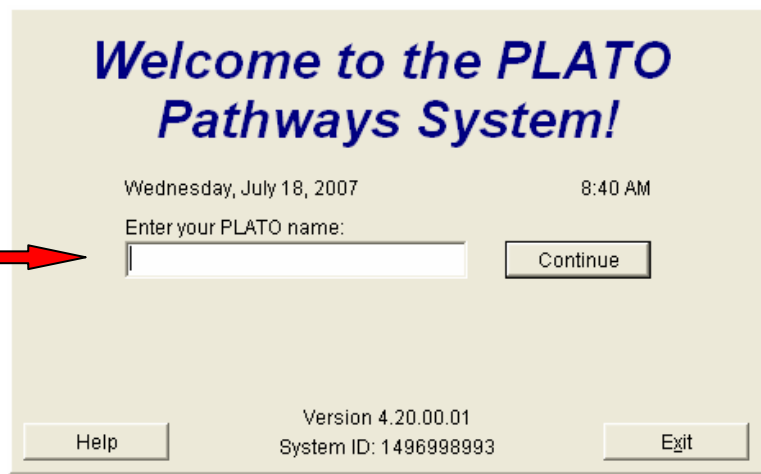 Welcome to the PLATO
Pathways System!
Wednesday, July 18, 2007 8:40 AM
Enter your PLATO name:
Continue
Version 4.20.00.01
Help System ID: 1496998993 Exit